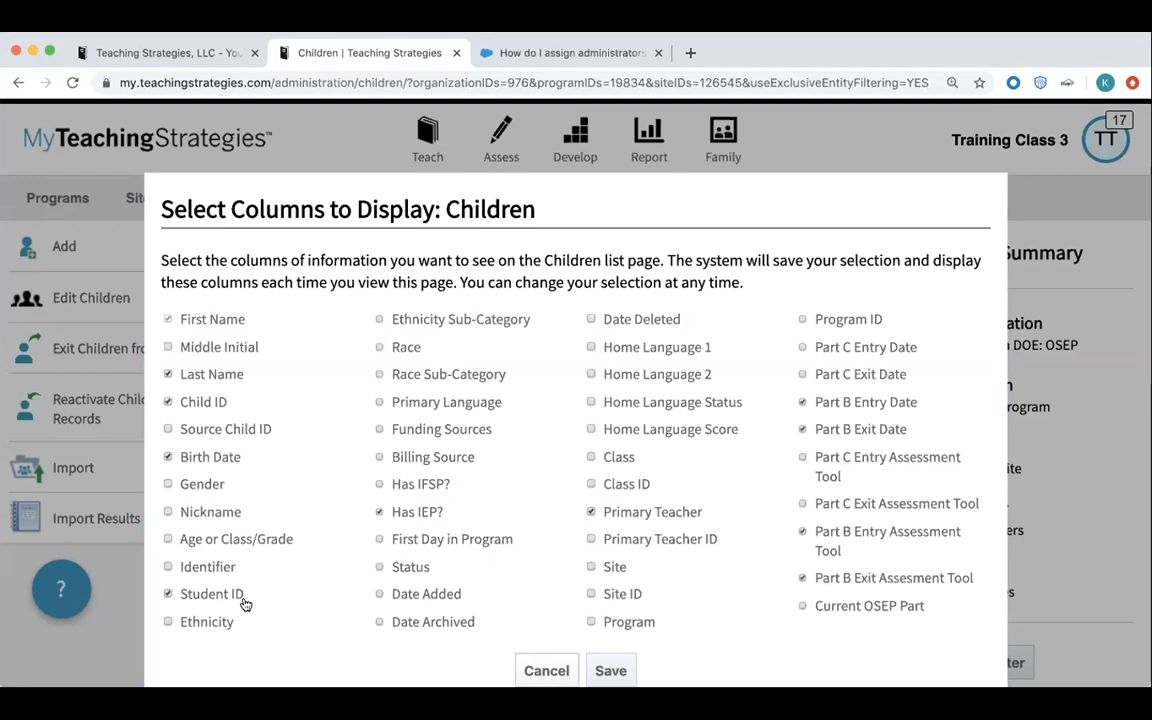 Teaching Strategies, LLC - You
Children | Teaching Strategies
How do I assign administrators
my.teachingstrategies.com/administration/children/?organizationIDs=976&programIDs=19834&siteIDs=126545&useExclusiveEntityFiltering=YES
K
MyTeachingStrategies™
Teach
Assess
Develop
Report
Family
Training Class 3
TT
17
Programs
Sit
Add
Edit Children
Exit Children fro
Reactivate Chil
Records
Import
Import Results
?
Select Columns to Display: Children
Select the columns of information you want to see on the Children list page. The system will save your selection and display
these columns each time you view this page. You can change your selection at any time.
First Name
Middle Initial
Last Name
Child ID
Source Child ID
Birth Date
Gender
Nickname
Age or Class/Grade
Identifier
Student ID
Ethnicity
Ethnicity Sub-Category
Race
Race Sub-Category
Primary Language
Funding Sources
Billing Source
Has IFSP?
Has IEP?
First Day in Program
Status
Date Added
Date Archived
Date Deleted
Home Language 1
Home Language 2
Home Language Status
Home Language Score
Class
Class ID
Primary Teacher
Primary Teacher ID
Site
Site ID
Program
Program ID
Part C Entry Date
Part C Exit Date
Part B Entry Date
Part B Exit Date
Part C Entry Assessment
Tool
Part C Exit Assessment Tool
Part B Entry Assessment
Tool
Part B Exit Assesment Tool
Current OSEP Part
Cancel
Save
Summary
ation
DOE: OSEP
rogram
ite
ers
s
ter